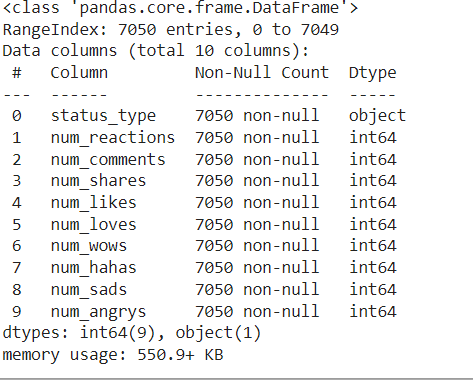 <class 'pandas.core.frame.DataFrame'>
RangeIndex: 7050 entries, 0 to 7049
Data columns (total 10 columns):
 #   Column         Non-Null Count  Dtype
---  ------         --------------  -----
 0   status_type    7050 non-null   object
 1   num_reactions  7050 non-null   int64
 2   num_comments   7050 non-null   int64
 3   num_shares     7050 non-null   int64
 4   num_likes      7050 non-null   int64
 5   num_loves      7050 non-null   int64
 6   num_wows       7050 non-null   int64
 7   num_hahas      7050 non-null   int64
 8   num_sads       7050 non-null   int64
 9   num_angrys     7050 non-null   int64
dtypes: int64(9), object(1)
memory usage: 550.9+ KB